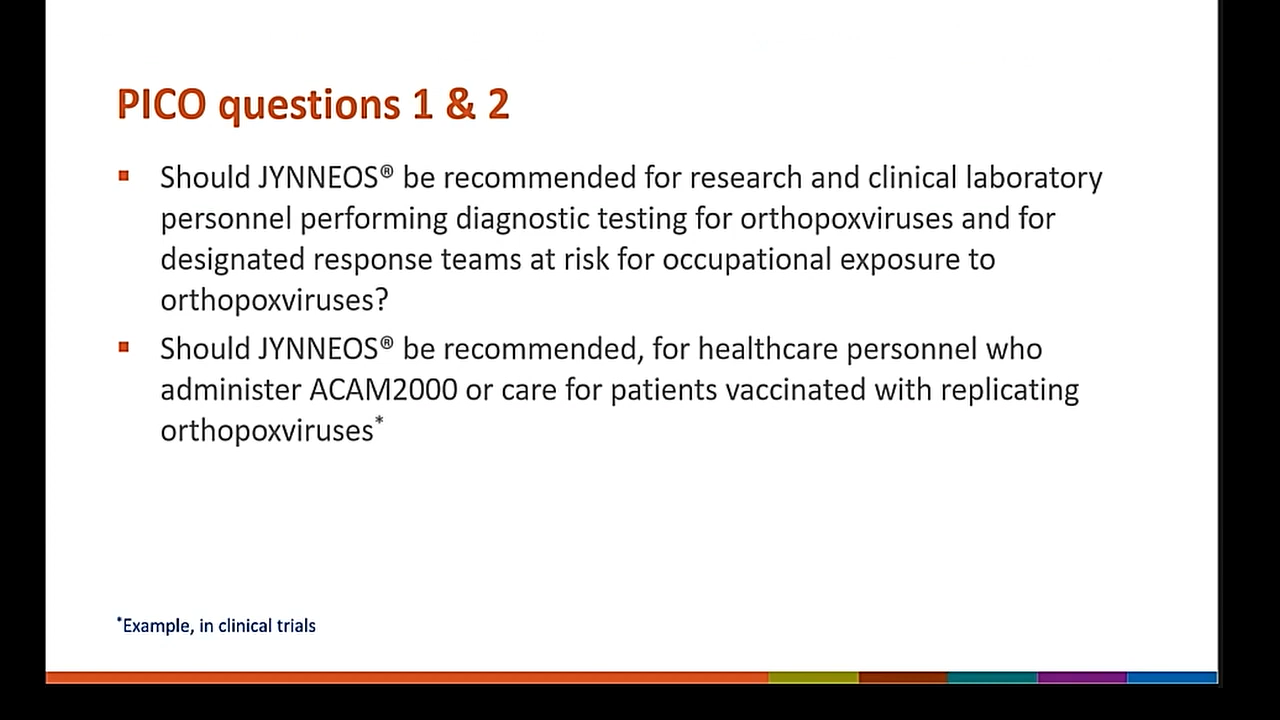 PICO questions 1 & 2
▪ Should JYNNEOS® be recommended for research and clinical laboratory
personnel performing diagnostic testing for orthopoxviruses and for
designated response teams at risk for occupational exposure to
orthopoxviruses?
▪ Should JYNNEOS® be recommended, for healthcare personnel who
administer ACAM2000 or care for patients vaccinated with replicating
orthopoxviruses*
*Example, in clinical trials